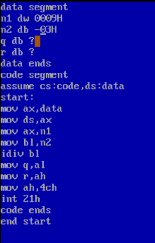 data segment
n1 dw 0009H
n2 db -03H
q db ?
r db ?
data ends
code segment
assume cs:code,ds:data
start:
mov ax,data
mov ds,ax
mov ax,n1
mov bl,n2
idiv bl
mov q,al
mov r,ah
mov ah,4ch
int 21h
code ends
end start